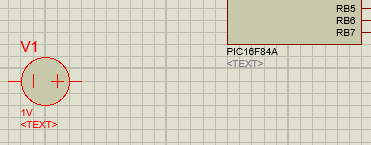 RB5
RB6
RB7
V1
PIC16F84A
<TEXT>
1V
<TEXT>